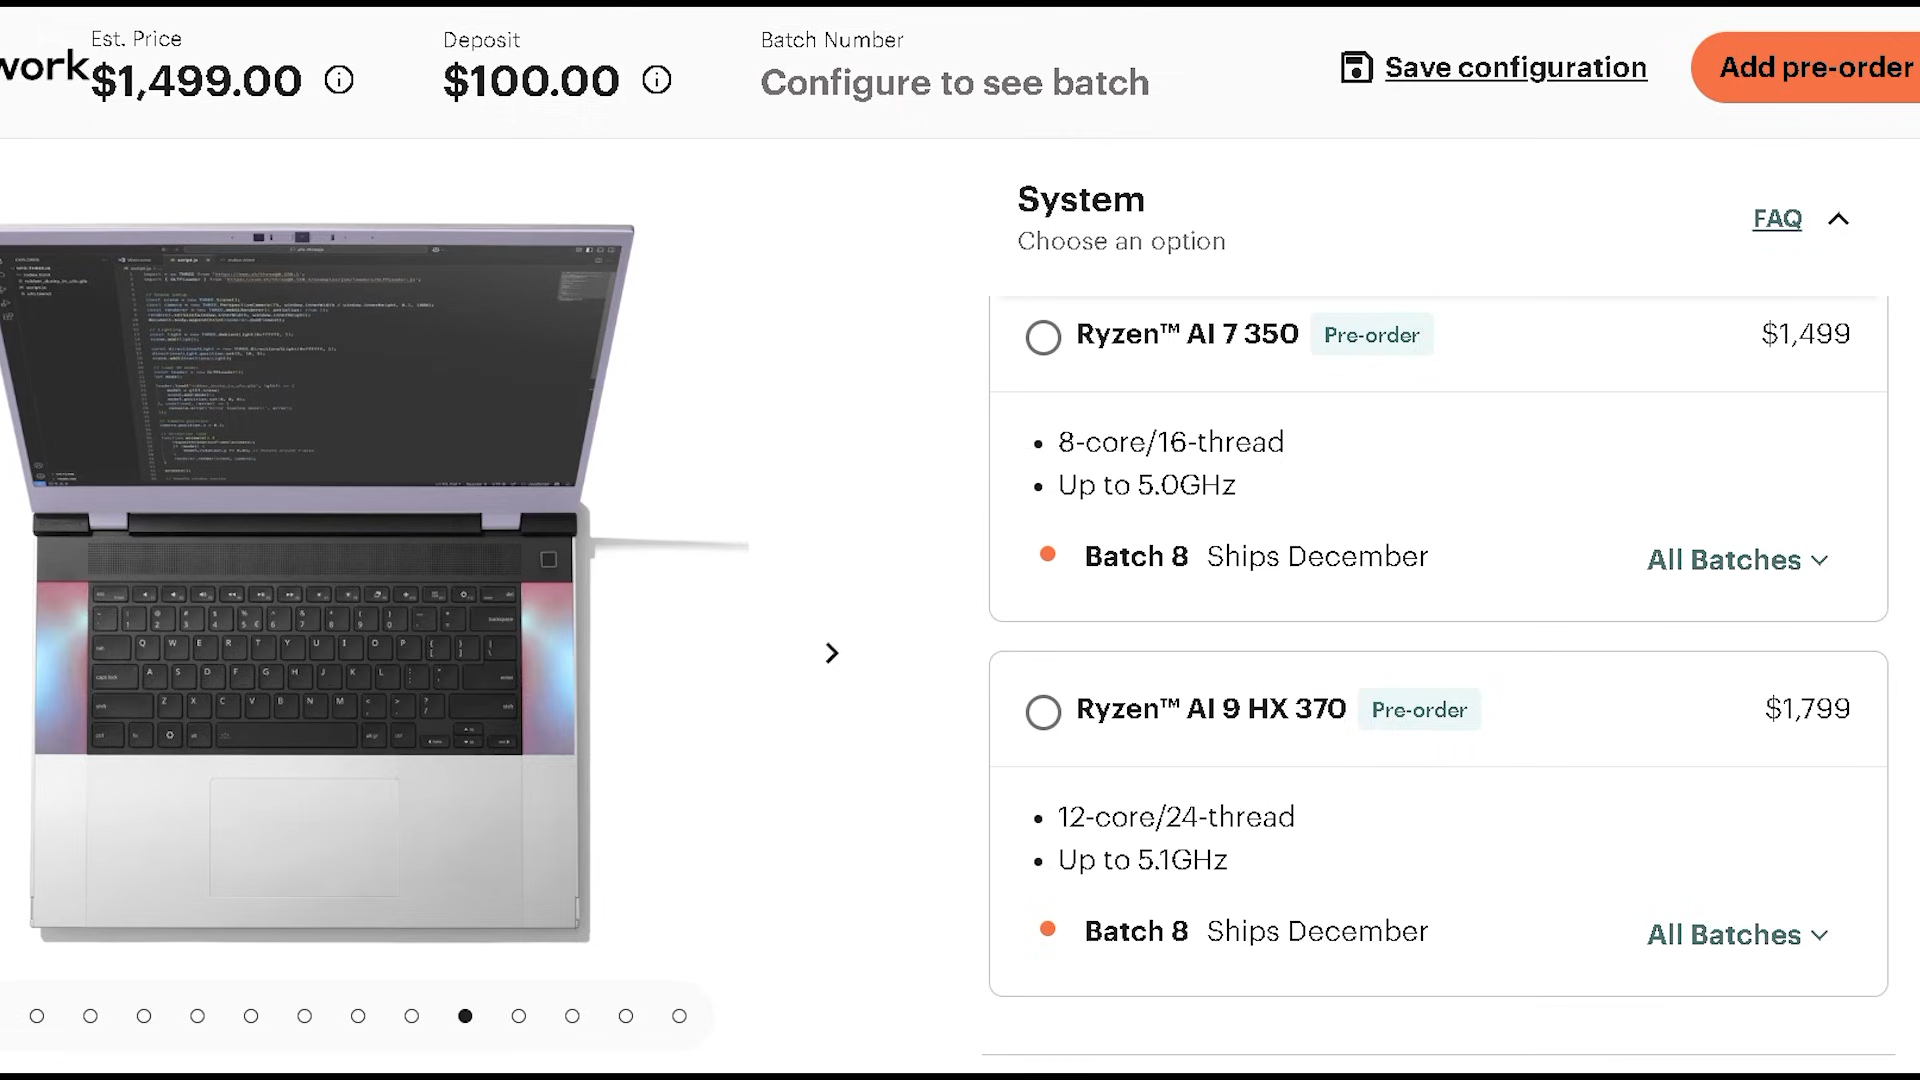 work
Est. Price
$1,499.00
Deposit
$100.00
Batch Number
Configure to see batch
Save configuration
Add pre-order
System
Choose an option
FAQ
Ryzen™ AI 7 350 Pre-order $1,499
8-core/16-thread
Up to 5.0GHz
Batch 8 Ships December
All Batches
Ryzen™ AI 9 HX 370 Pre-order $1,799
12-core/24-thread
Up to 5.1GHz
Batch 8 Ships December
All Batches